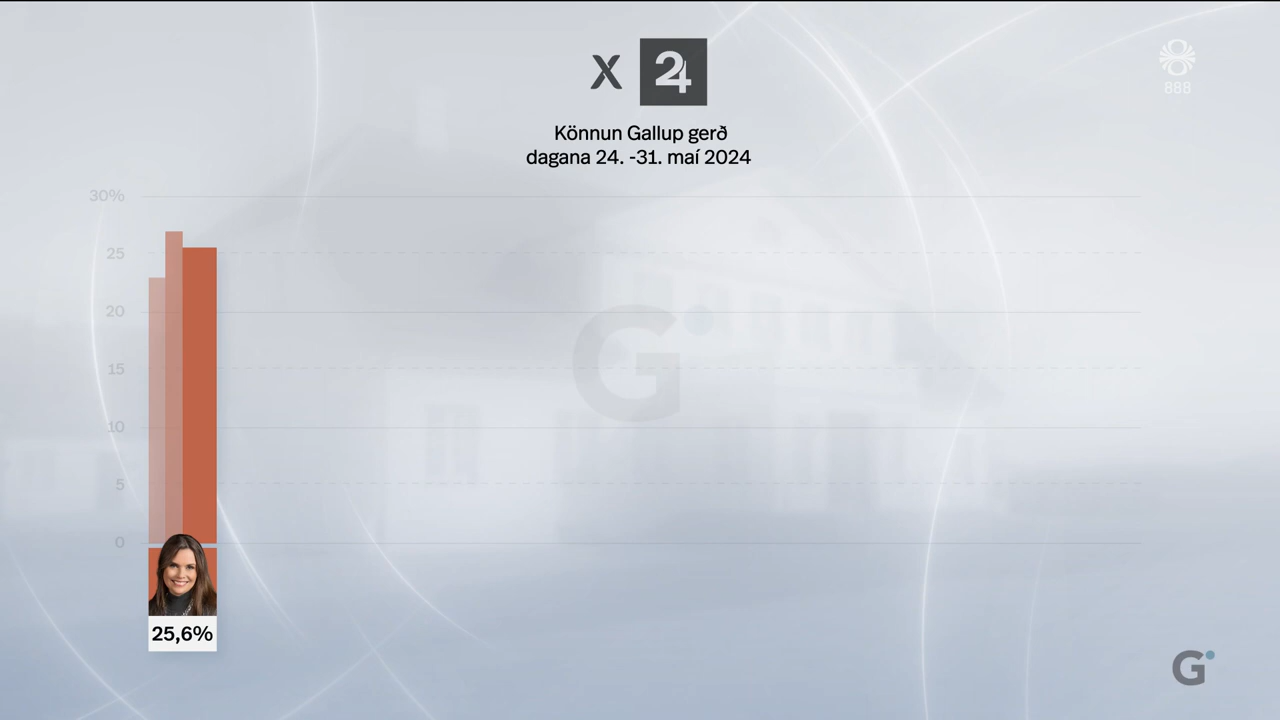 X 24
888
Könnun Gallup gerð
dagana 24. -31. maí 2024
30%
25
20
15
10
5
0
G
25,6%
G